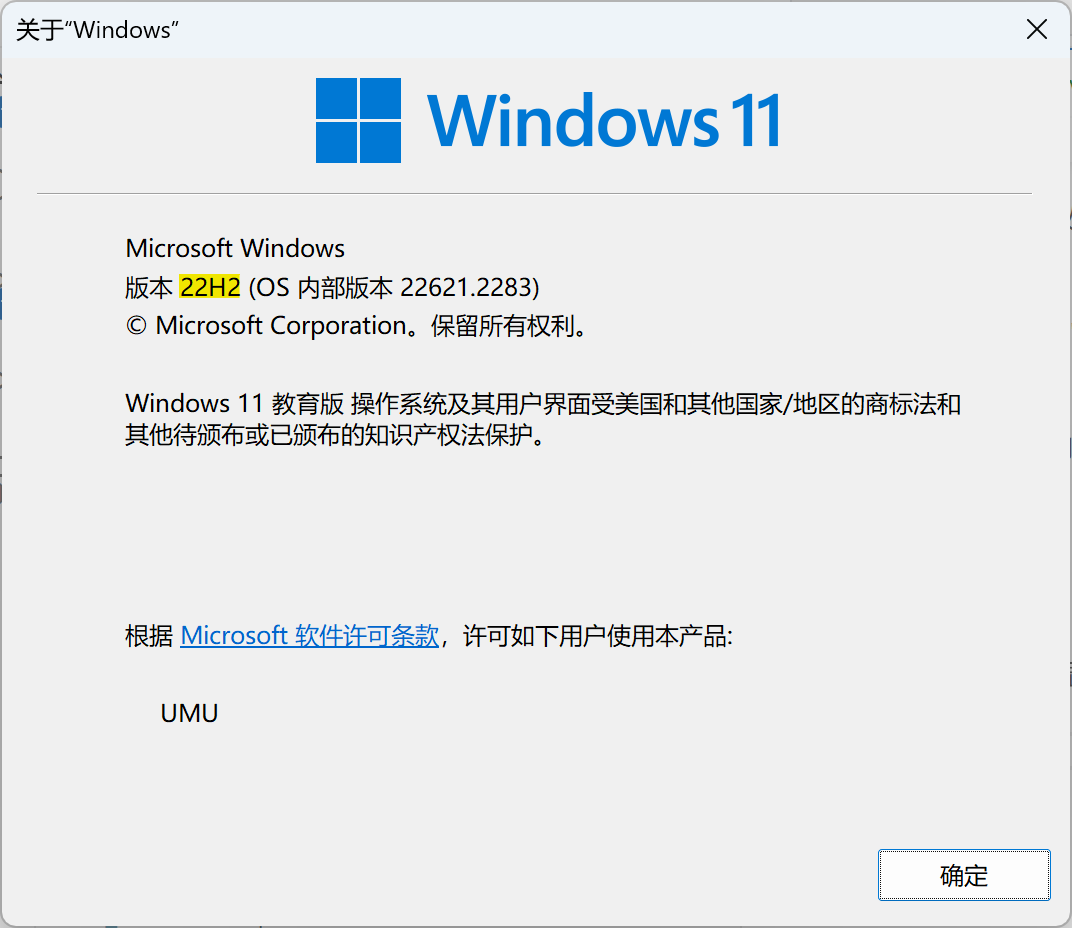 关于“Windows”
Windows 11
Microsoft Windows
版本 22H2 (OS 内部版本 22621.2283)
© Microsoft Corporation。保留所有权利。
Windows 11 教育版 操作系统及其用户界面受美国和其他国家/地区的商标法和
其他待颁布或已颁布的知识产权法保护。
根据 Microsoft 软件许可条款，许可如下用户使用本产品:
UMU
确定